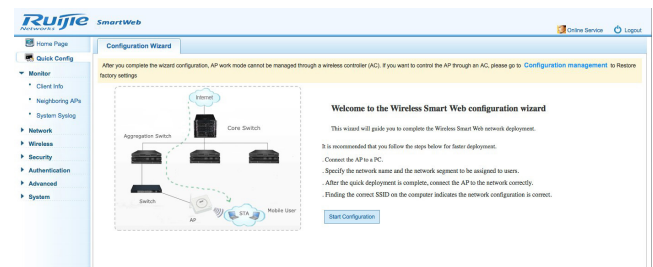 Ruijie
Networks
SmartWeb
Online Service
Logout
Home Page
Quick Config
Monitor
Client Info
Neighboring APs
System Syslog
Network
Wireless
Security
Authentication
Advanced
System
Configuration Wizard
After you complete the wizard configuration, AP work mode cannot be managed through a wireless controller (AC). If you want to control the AP through an AC, please go to Configuration management to Restore
factory settings
Internet
Core Switch
Aggregation Switch
Switch
AP
STA
Mobile User
Welcome to the Wireless Smart Web configuration wizard
This wizard will guide you to complete the Wireless Smart Web network deployment.
It is recommended that you follow the steps below for faster deployment.
. Connect the AP to a PC.
. Specify the network name and the network segment to be assigned to users.
. After the quick deployment is complete, connect the AP to the network correctly.
. Finding the correct SSID on the computer indicates the network configuration is correct.
Start Configuration